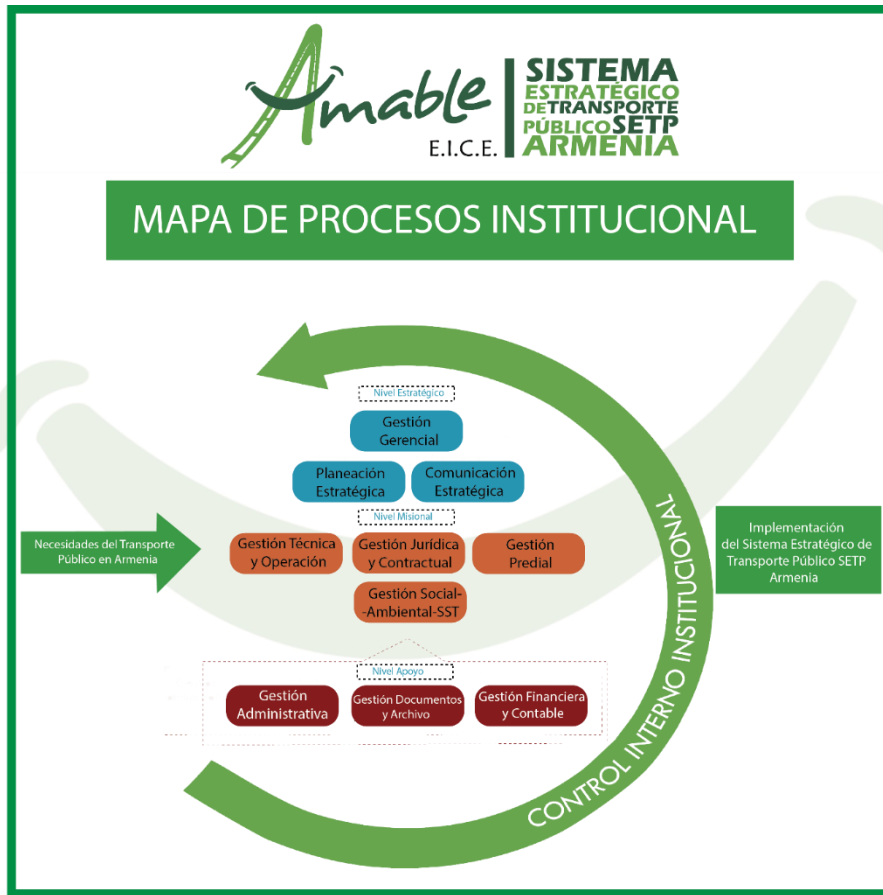 Amable
E.I.C.E.
SISTEMA
ESTRATÉGICO
DE TRANSPORTE
PÚBLICO SETP
ARMENIA
MAPA DE PROCESOS INSTITUCIONAL
Nivel Estratégico
Gestión
Gerencial
Planeación
Estratégica
Comunicación
Estratégica
Nivel Misional
Necesidades del Transporte
Público en Armenia
Gestión Técnica
y Operación
Gestión Jurídica
y Contractual
Gestión
Predial
Gestión Social-
-Ambiental-SST
Implementación
del Sistema Estratégico de
Transporte Público SETP
Armenia
Nivel Apoyo
Gestión
Administrativa
Gestión Documentos
y Archivo
Gestión Financiera
y Contable
CONTROL INTERNO INSTITUCIONAL